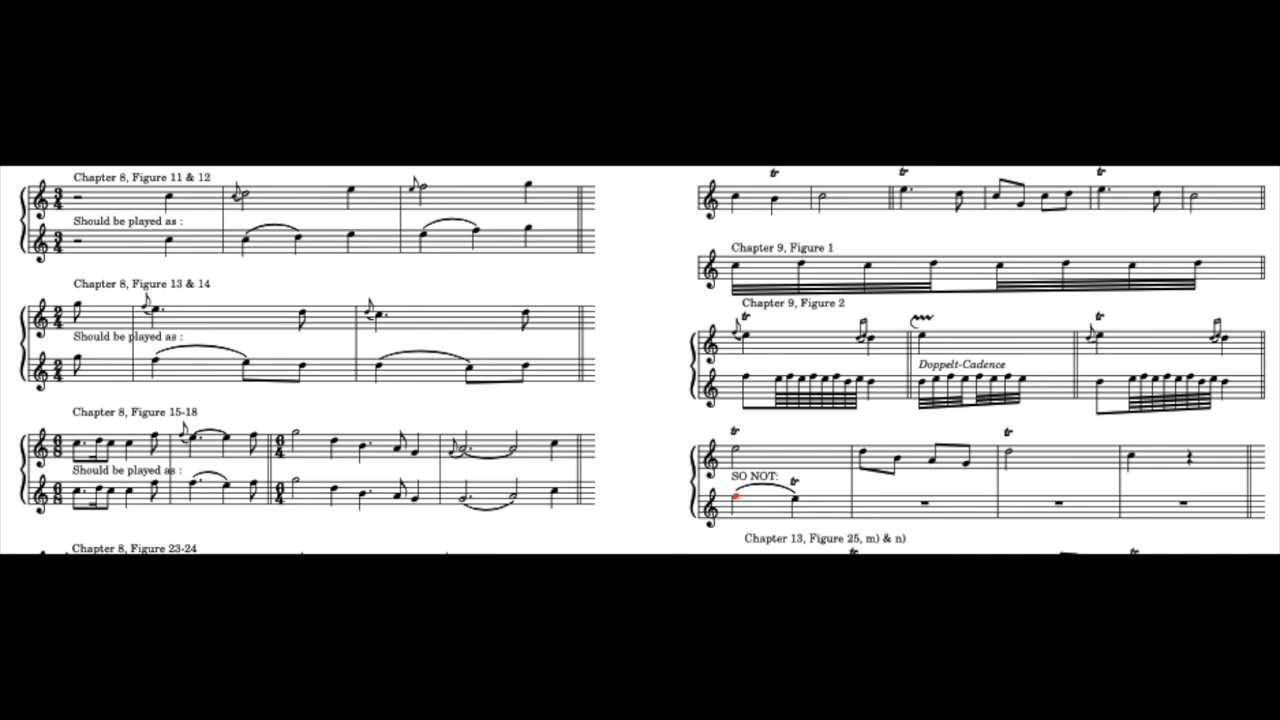 Chapter 8, Figure 11 & 12
Should be played as :
Chapter 8, Figure 13 & 14
Should be played as :
Chapter 8, Figure 15-18
Should be played as :
Chapter 8, Figure 23-24
tr tr tr
Chapter 9, Figure 1
Chapter 9, Figure 2
tr tr
Doppelt-Cadence
tr tr
SO NOT:
tr
Chapter 13, Figure 25, m) & n)
tr tr